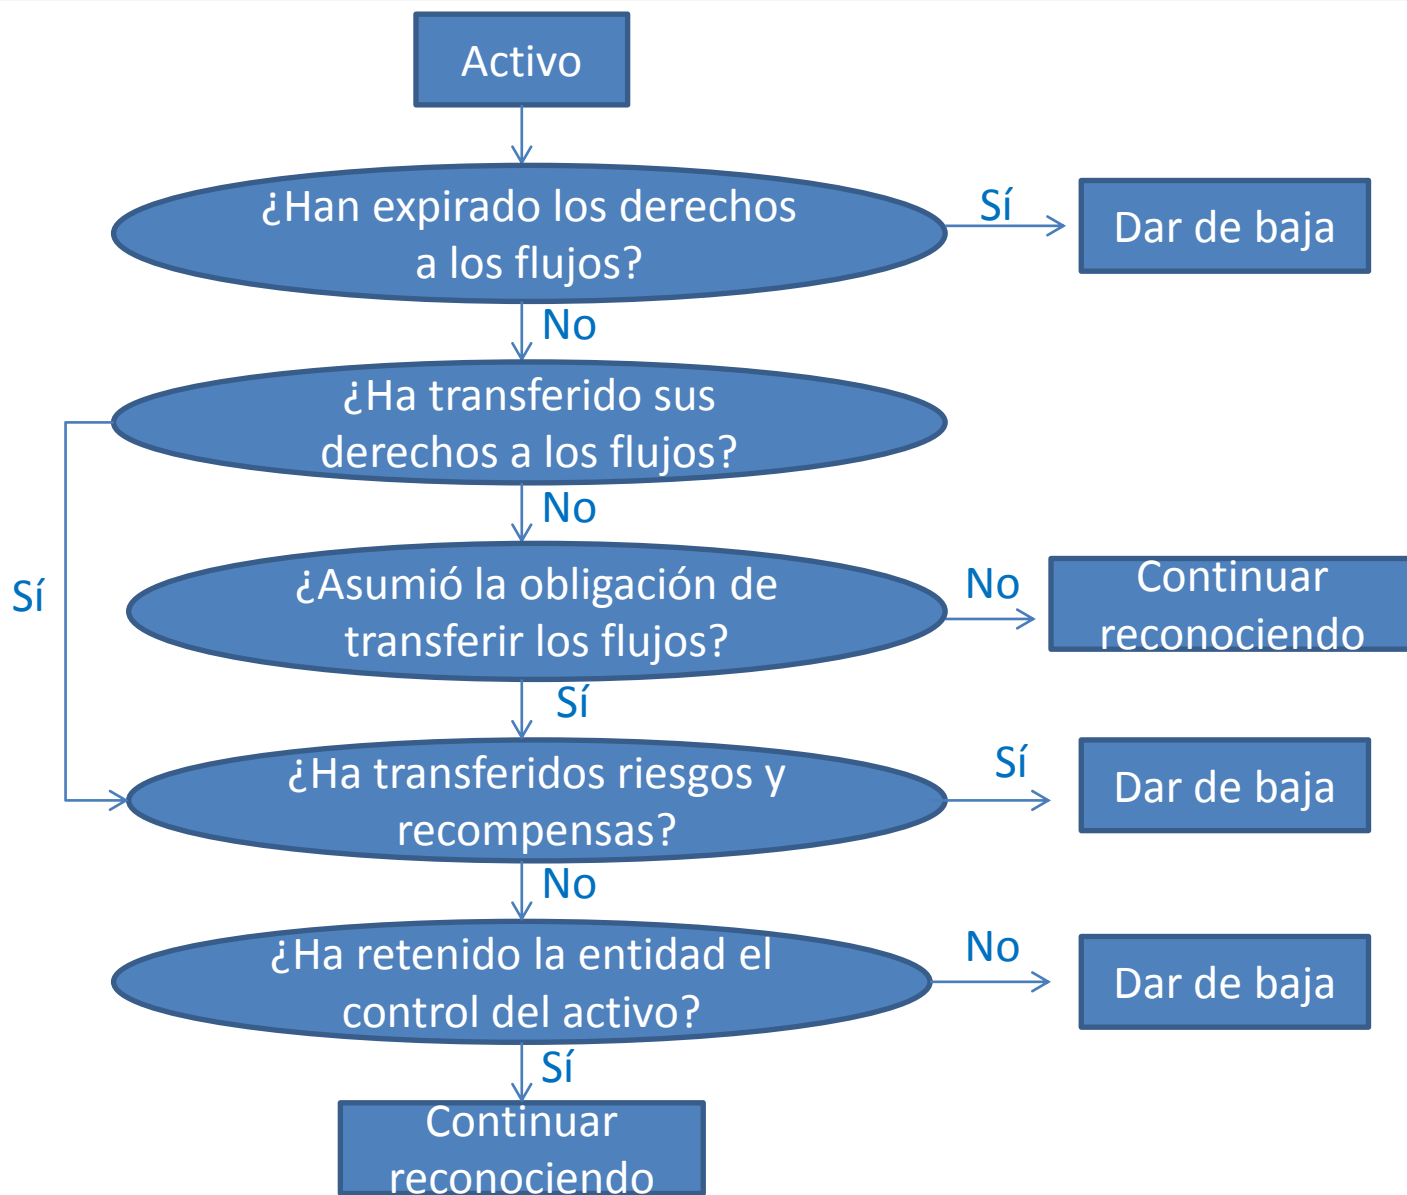 Activo
¿Han expirado los derechos
a los flujos?
Sí
Dar de baja
No
¿Ha transferido sus
derechos a los flujos?
No
Sí
¿Asumió la obligación de
transferir los flujos?
No
Continuar
reconociendo
Sí
¿Ha transferidos riesgos y
recompensas?
Sí
Dar de baja
No
¿Ha retenido la entidad el
control del activo?
No
Dar de baja
Sí
Continuar
reconociendo